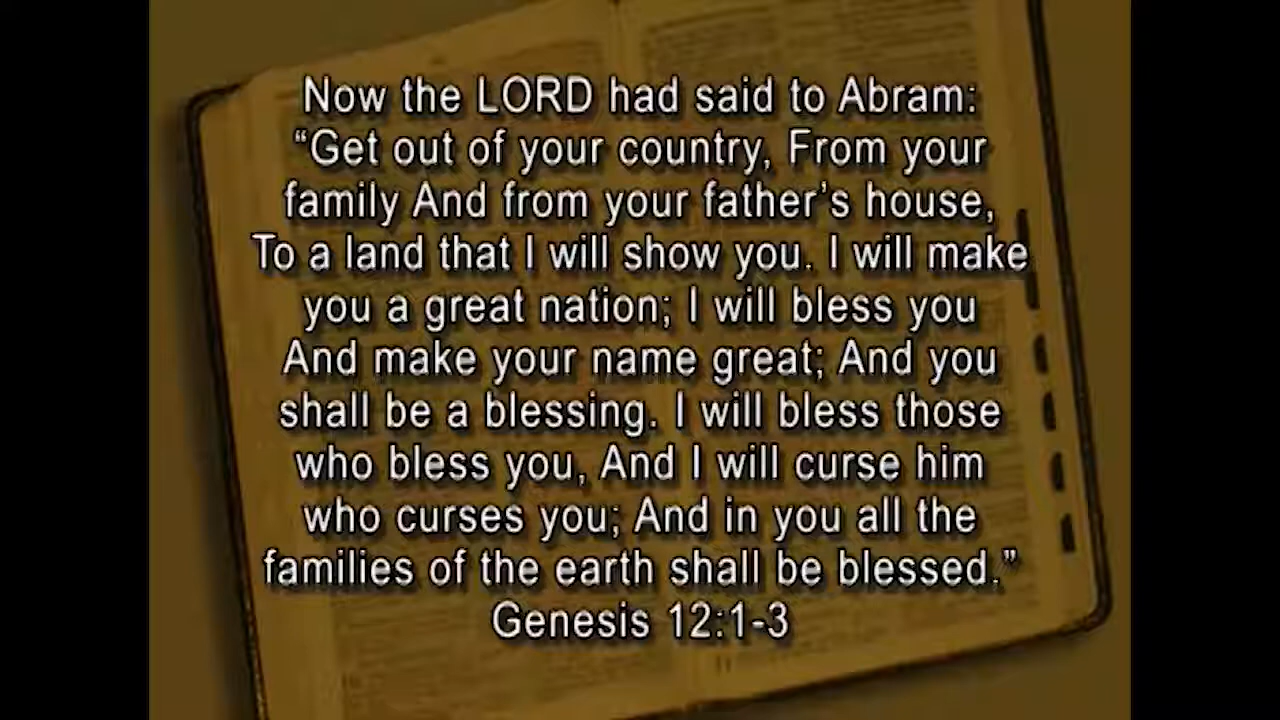 Now the LORD had said to Abram:
“Get out of your country, From your
family And from your father’s house,
To a land that I will show you. I will make
you a great nation; I will bless you
And make your name great; And you
shall be a blessing. I will bless those
who bless you, And I will curse him
who curses you; And in you all the
families of the earth shall be blessed.”
Genesis 12:1-3